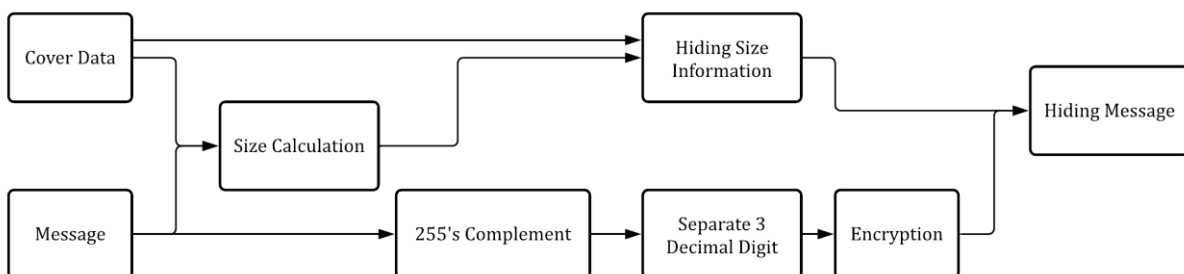 Cover Data
Hiding Size
Information
Hiding Message
Size Calculation
Message
255's Complement
Separate 3
Decimal Digit
Encryption